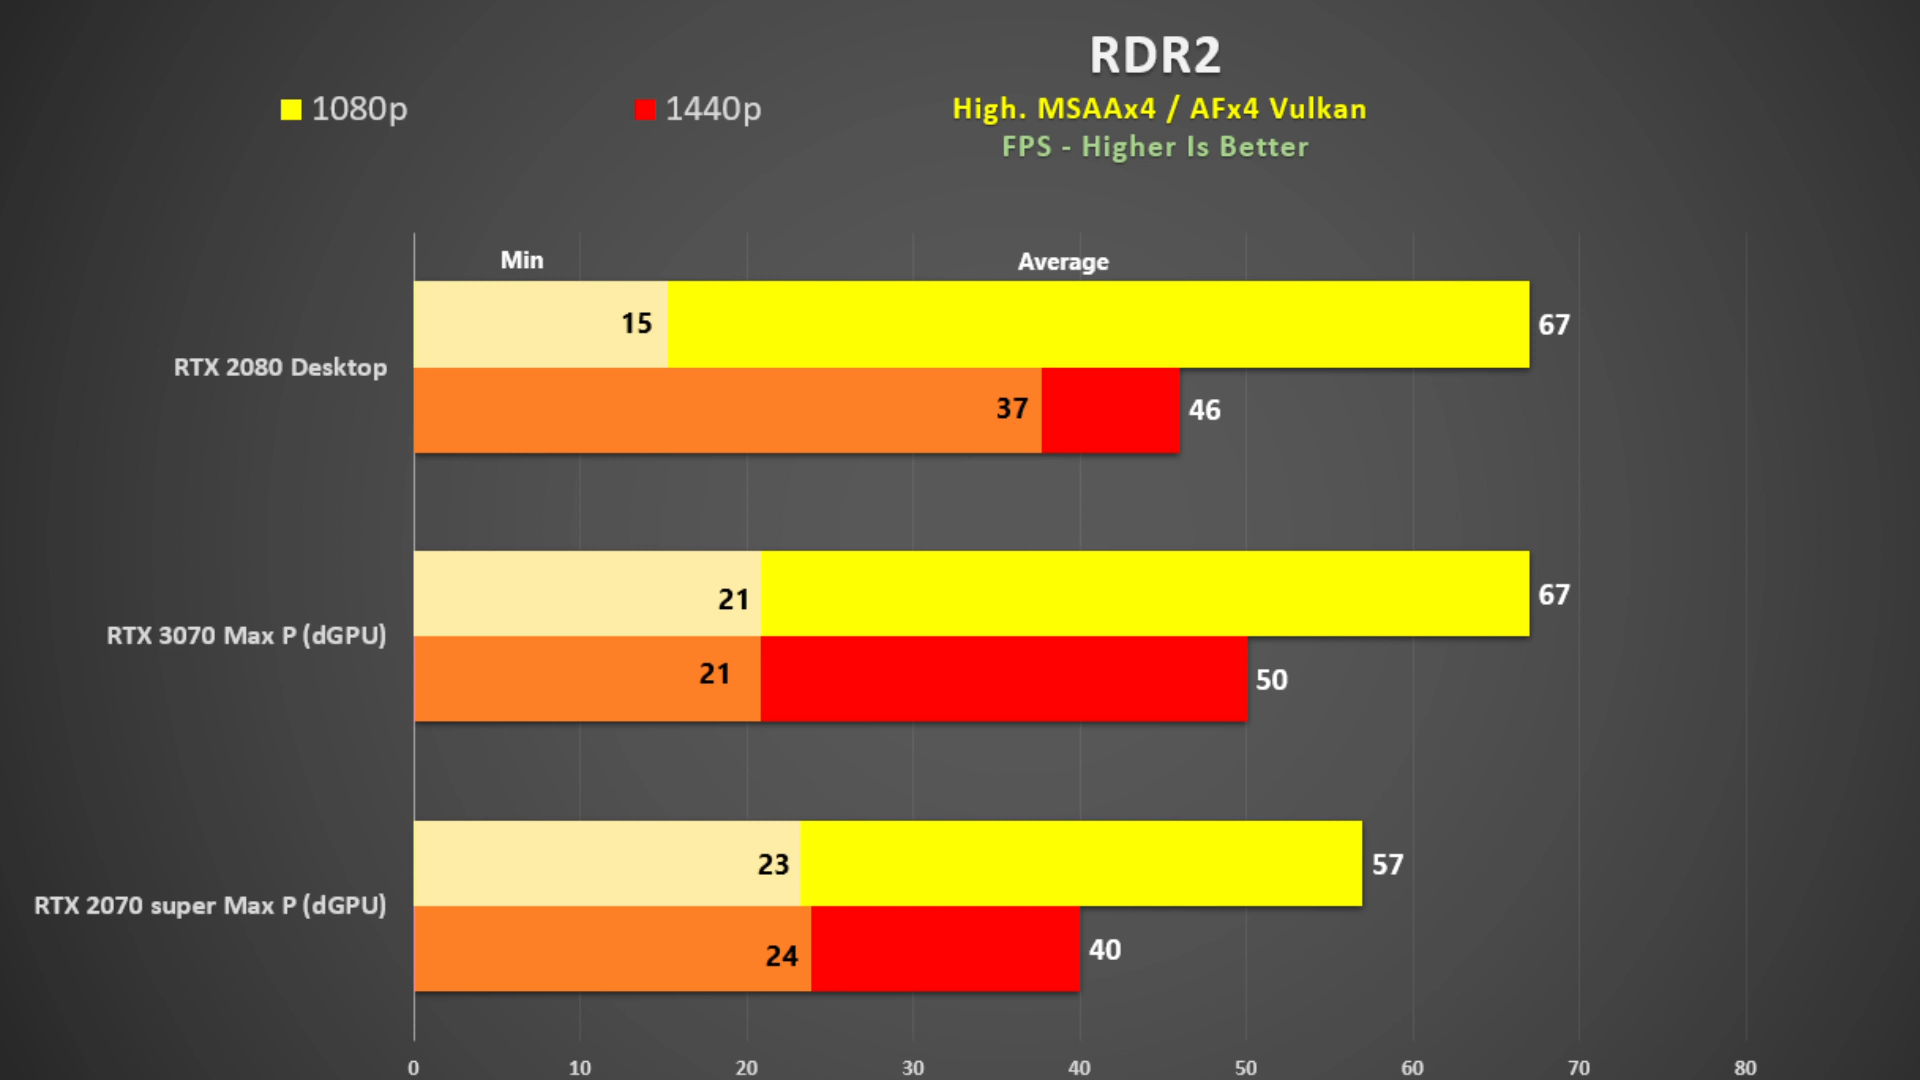 RDR2
1080p
1440p
High. MSAAx4 / AFx4 Vulkan
FPS - Higher Is Better
Min
Average
RTX 2080 Desktop
15
67
37
46
RTX 3070 Max P (dGPU)
21
67
21
50
RTX 2070 super Max P (dGPU)
23
57
24
40
0 10 20 30 40 50 60 70 80